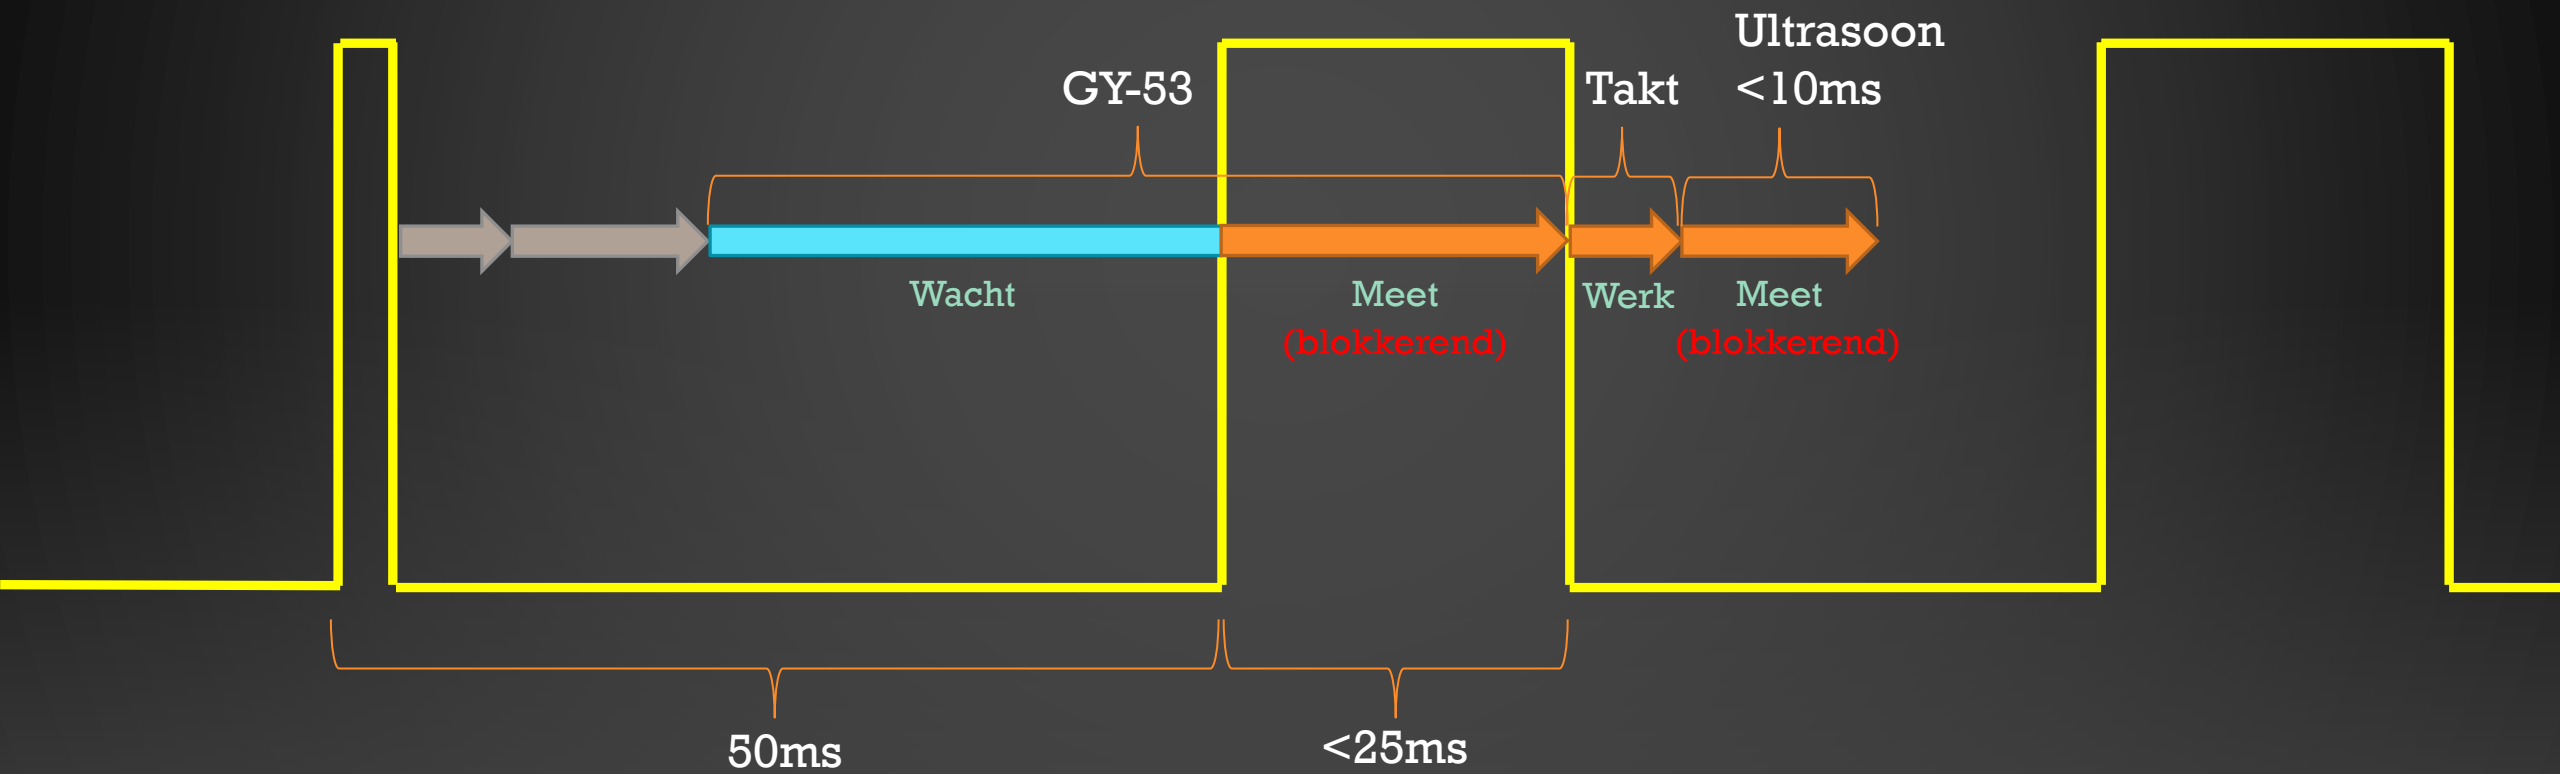 Ultrasoon
GY-53
Takt
<10ms
Wacht
Meet
Werk
Meet
(blokkerend)
(blokkerend)
50ms
<25ms